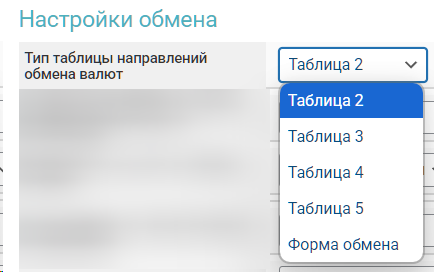 Настройки обмена
Тип таблицы направлений
обмена валют
Таблица 2
Таблица 2
Таблица 3
Таблица 4
Таблица 5
Форма обмена